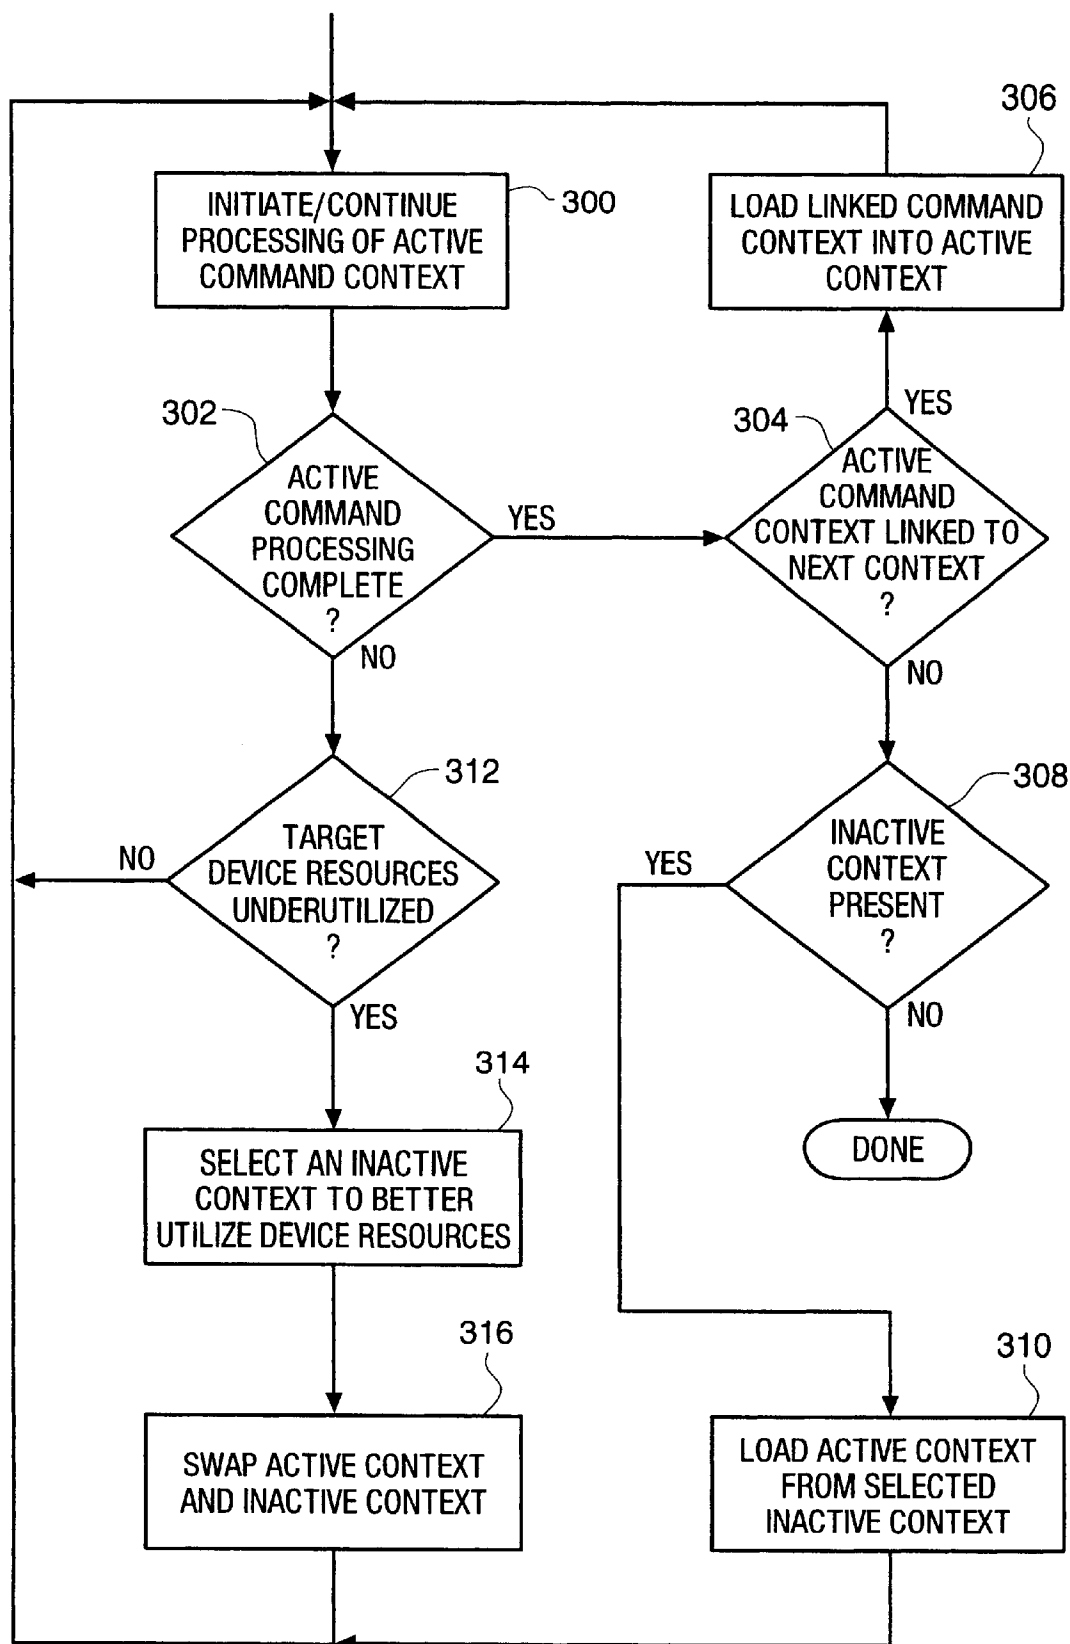 306
INITIATE/CONTINUE
PROCESSING OF ACTIVE
COMMAND CONTEXT
300
LOAD LINKED COMMAND
CONTEXT INTO ACTIVE
CONTEXT
302
ACTIVE
COMMAND
PROCESSING
COMPLETE
?
YES
NO
304
YES
ACTIVE
COMMAND
CONTEXT LINKED TO
NEXT CONTEXT
?
NO
312
TARGET
DEVICE RESOURCES
UNDERUTILIZED
?
NO
YES
308
INACTIVE
CONTEXT
PRESENT
?
YES
NO
DONE
314
SELECT AN INACTIVE
CONTEXT TO BETTER
UTILIZE DEVICE RESOURCES
316
SWAP ACTIVE CONTEXT
AND INACTIVE CONTEXT
310
LOAD ACTIVE CONTEXT
FROM SELECTED
INACTIVE CONTEXT